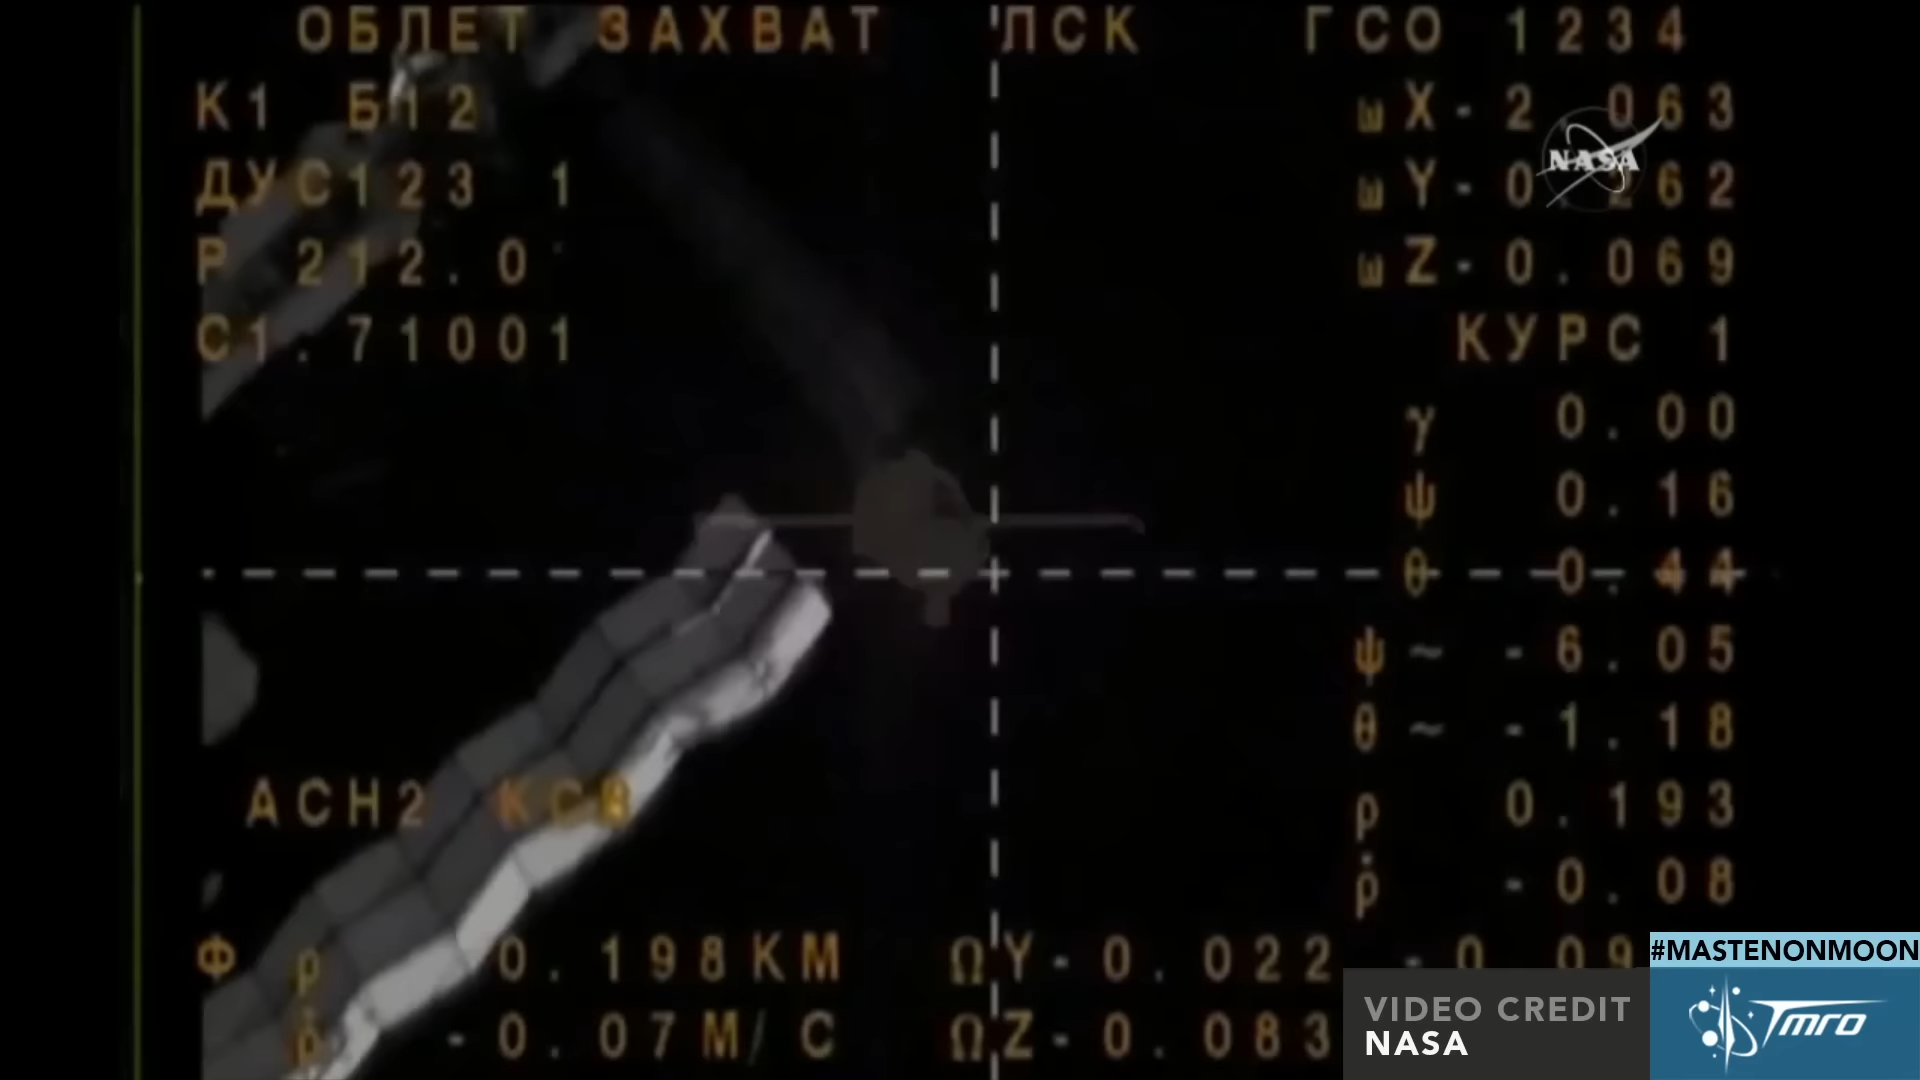 ОБЛЕТ ЗАХВАТ ЛСК ГСО 1234
К1 Б12 ωX-2.063
NASA
ДУС123 1 ωY-0.262
Р 212.0 ωZ-0.069
С1.71001 КУРС 1
γ 0.00
ψ 0.16
θ 0.44
ψ~ -6.05
θ~ -1.18
АСН2 КСВ ρ 0.193
ρ̇ -0.08
Ф ρ 0.198КМ ΩY-0.022 -0.09
ρ̇ -0.07М/С ΩZ-0.083
#MASTENONMOON
VIDEO CREDIT
NASA
TMRO